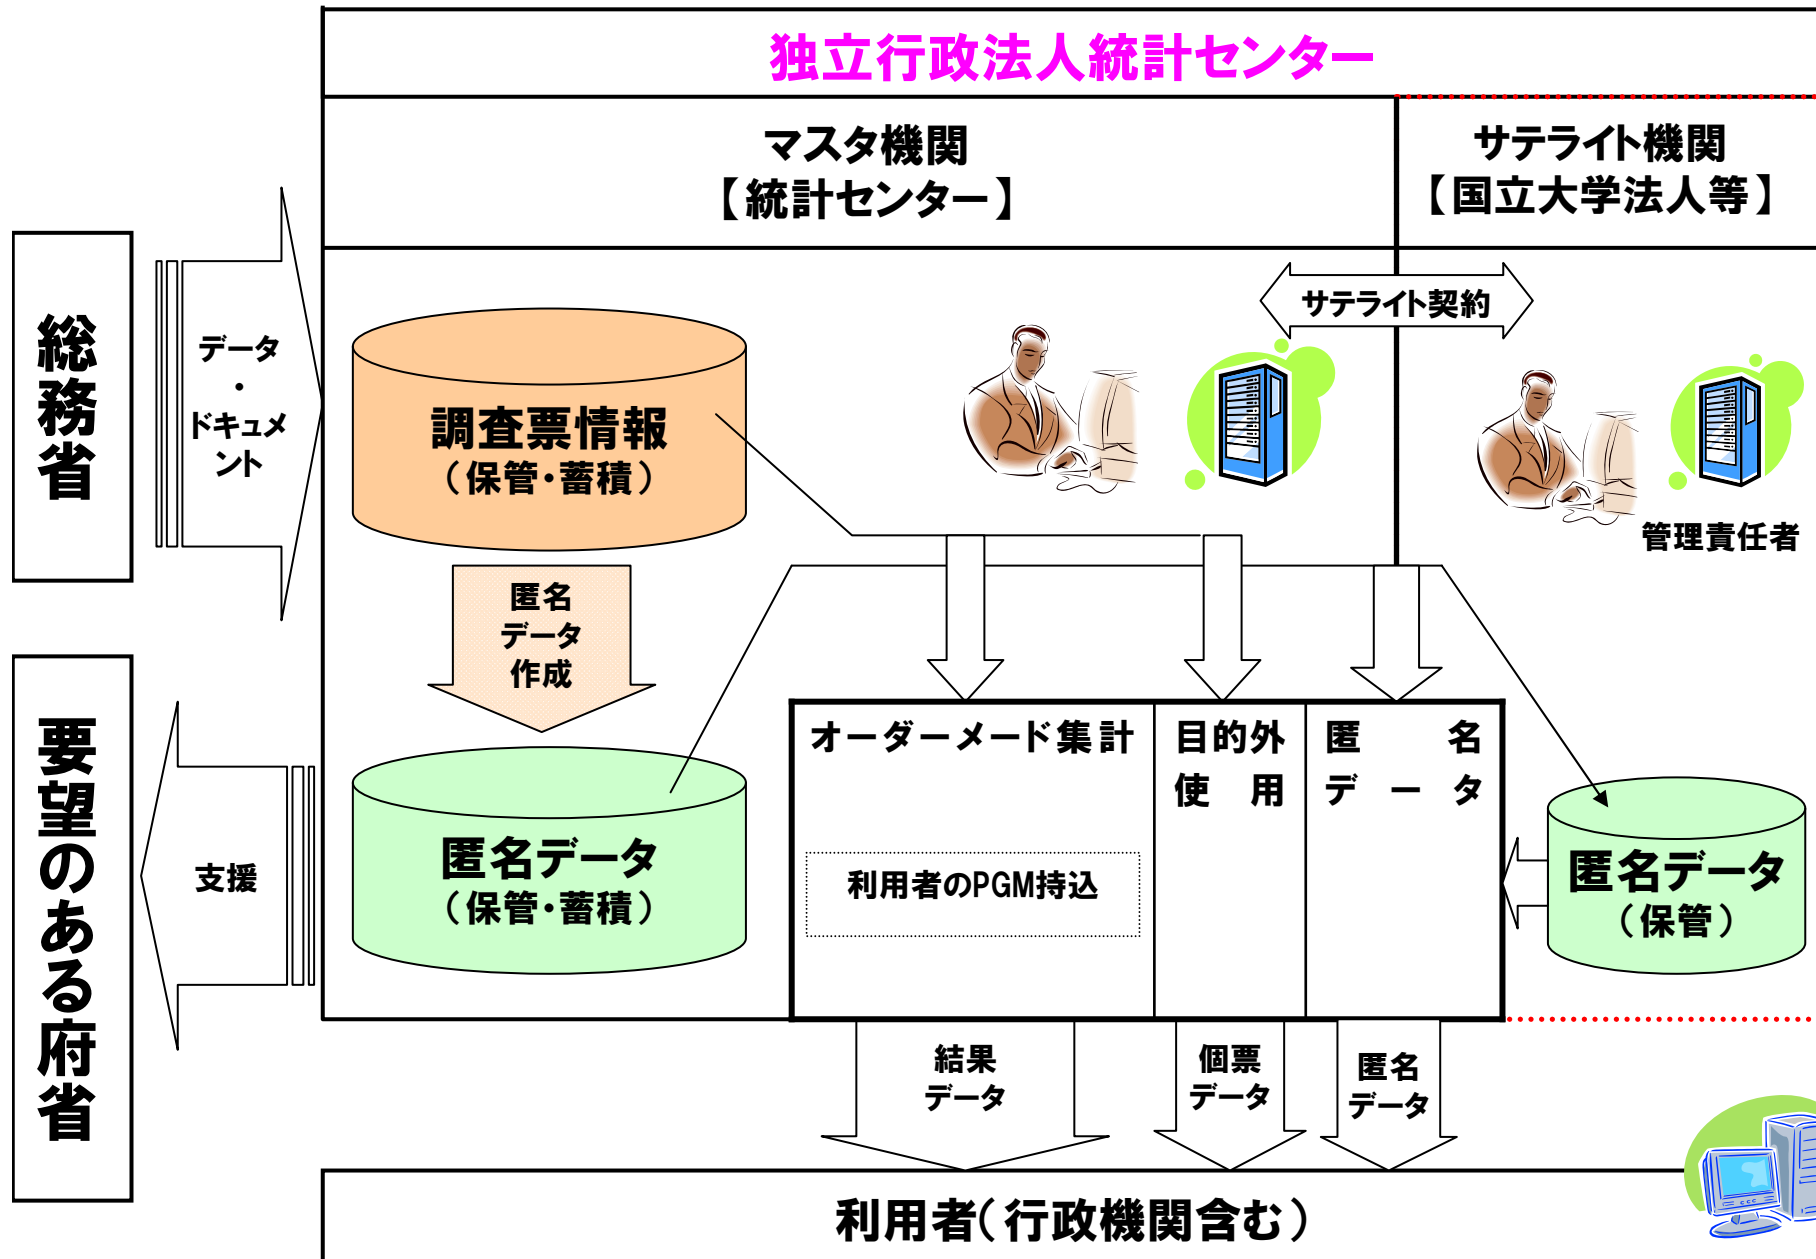 独立行政法人統計センター
マスタ機関
【統計センター】
サテライト機関
【国立大学法人等】
総務省
データ
・
ドキュメ
ント
サテライト契約
調査票情報
（保管・蓄積）
管理責任者
匿名
データ
作成
要望のある府省
支援
匿名データ
（保管・蓄積）
オーダーメード集計
利用者のPGM持込
目的外
使　用
匿　　名
デ　ー　タ
匿名データ
（保管）
結果
データ
個票
データ
匿名
データ
利用者（行政機関含む）